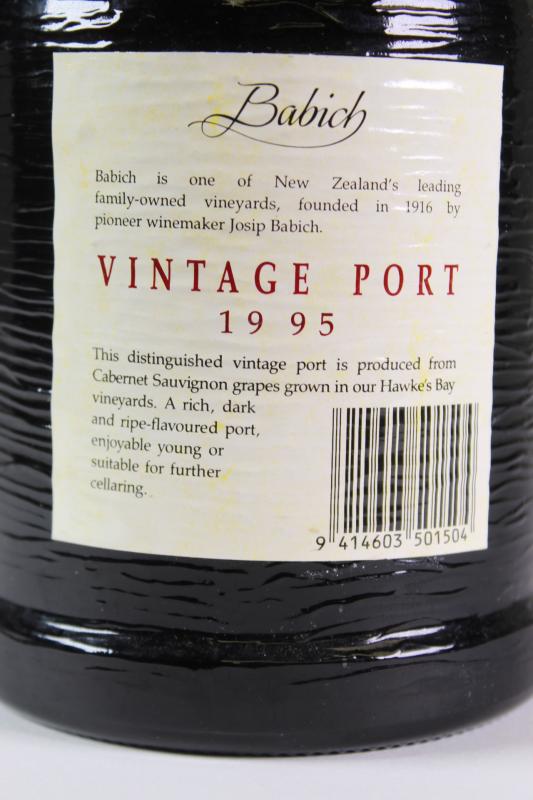 Babich
Babich is one of New Zealand's leading
family-owned vineyards, founded in 1916 by
pioneer winemaker Josip Babich.
VINTAGE PORT
1995
This distinguished vintage port is produced from
Cabernet Sauvignon grapes grown in our Hawke's Bay
vineyards. A rich, dark
and ripe-flavoured port,
enjoyable young or
suitable for further
cellaring.
9 414603 501504